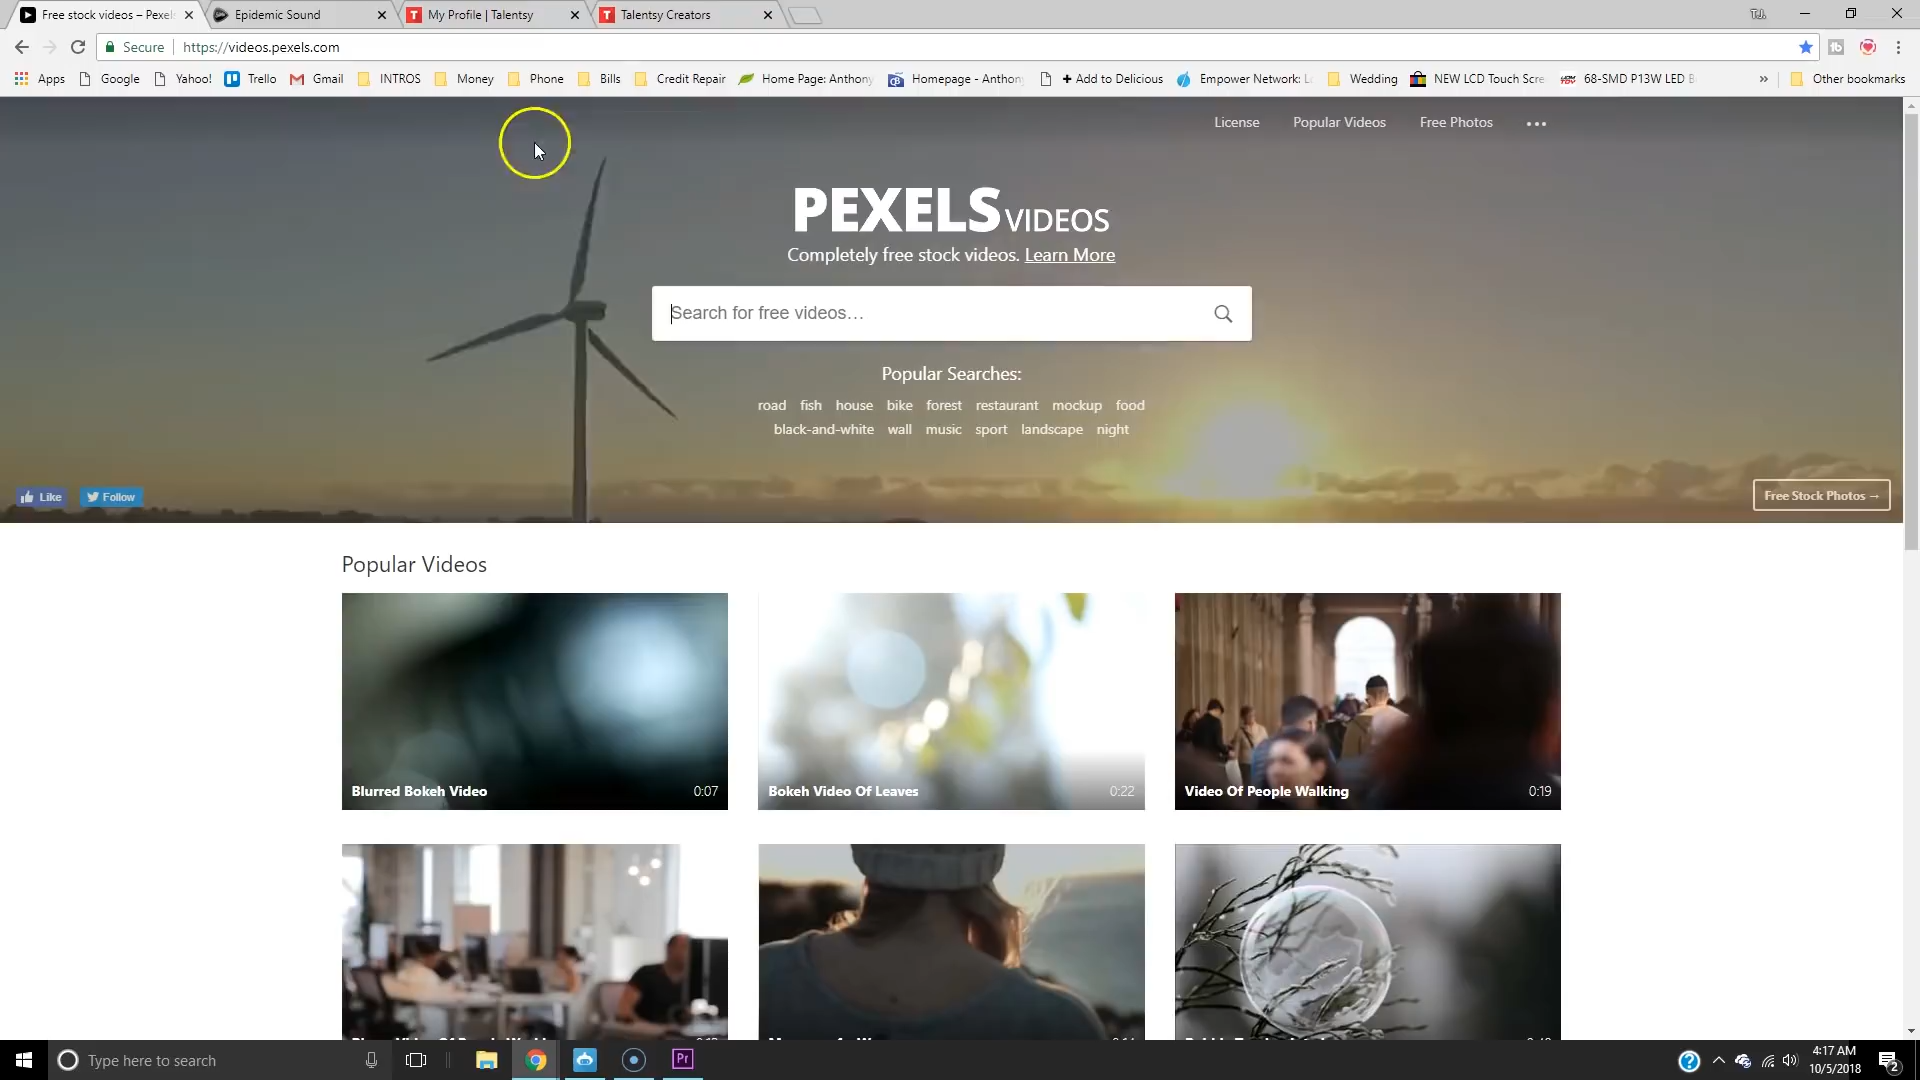 Free stock videos – Pexels
Epidemic Sound
My Profile | Talentsy
Talentsy Creators
TJ.
Secure
https://videos.pexels.com
Apps
Google
Yahoo!
Trello
Gmail
INTROS
Money
Phone
Bills
Credit Repair
Home Page: Anthony
Homepage - Anthony
+ Add to Delicious
Empower Network: L
Wedding
NEW LCD Touch Scre
68-SMD P13W LED B
»
Other bookmarks
License
Popular Videos
Free Photos
PEXELS VIDEOS
Completely free stock videos. Learn More
Search for free videos…
Popular Searches:
road fish house bike forest restaurant mockup food
black-and-white wall music sport landscape night
Like
Follow
Free Stock Photos →
Popular Videos
Blurred Bokeh Video 0:07
Bokeh Video Of Leaves 0:22
Video Of People Walking 0:19
Type here to search
Pr
4:17 AM
10/5/2018
2